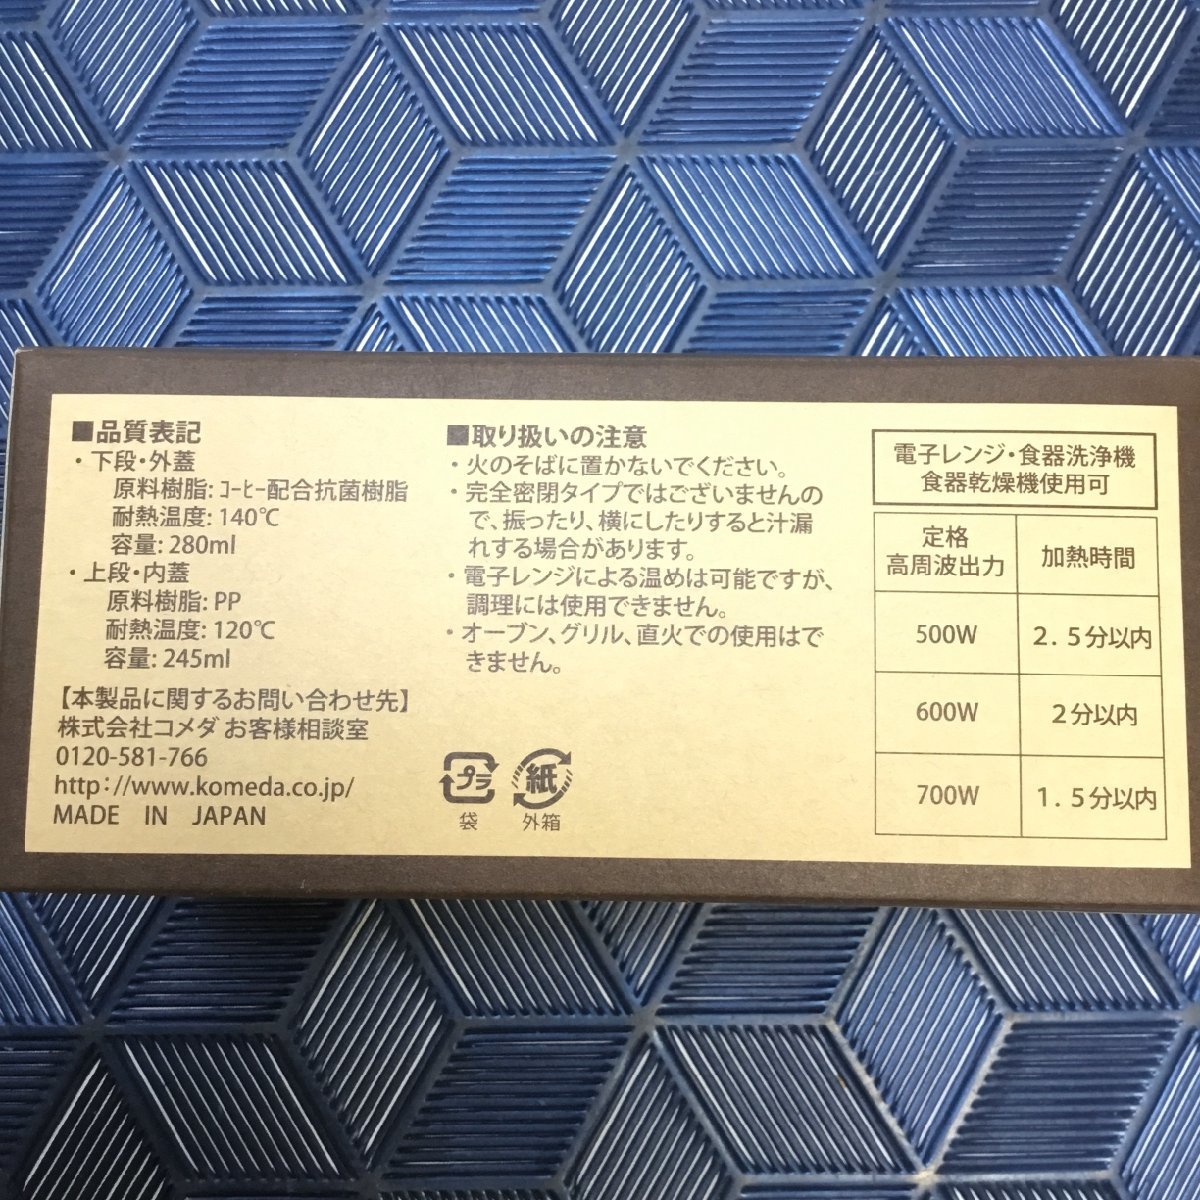 ■品質表記
・下段・外蓋
原料樹脂: ｺｰﾋｰ配合抗菌樹脂
耐熱温度: 140℃
容量: 280ml
・上段・内蓋
原料樹脂: PP
耐熱温度: 120℃
容量: 245ml
【本製品に関するお問い合わせ先】
株式会社コメダ お客様相談室
0120-581-766
http://www.komeda.co.jp/
MADE IN JAPAN
■取り扱いの注意
・火のそばに置かないでください。
・完全密閉タイプではございませんの
で、振ったり、横にしたりすると汁漏
れする場合があります。
・電子レンジによる温めは可能ですが、
調理には使用できません。
・オーブン、グリル、直火での使用はで
きません。
プラ
袋
紙
外箱
電子レンジ・食器洗浄機
食器乾燥機使用可
定格
高周波出力
加熱時間
500W
2.5分以内
600W
2分以内
700W
1.5分以内